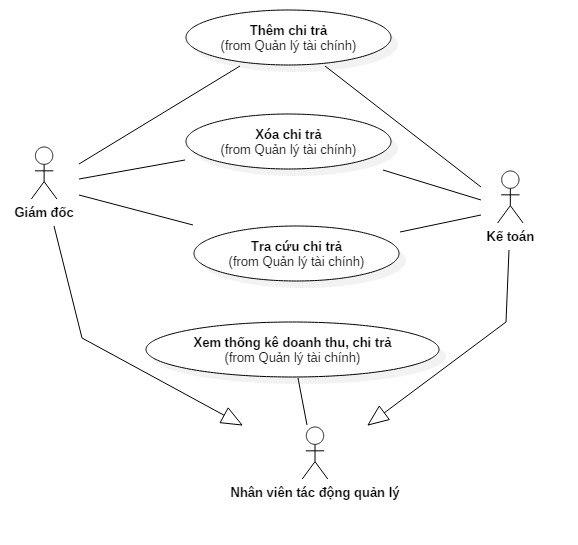 Thêm chi trả
(from Quản lý tài chính)
Xóa chi trả
(from Quản lý tài chính)
Giám đốc
Kế toán
Tra cứu chi trả
(from Quản lý tài chính)
Xem thống kê doanh thu, chi trả
(from Quản lý tài chính)
Nhân viên tác động quản lý